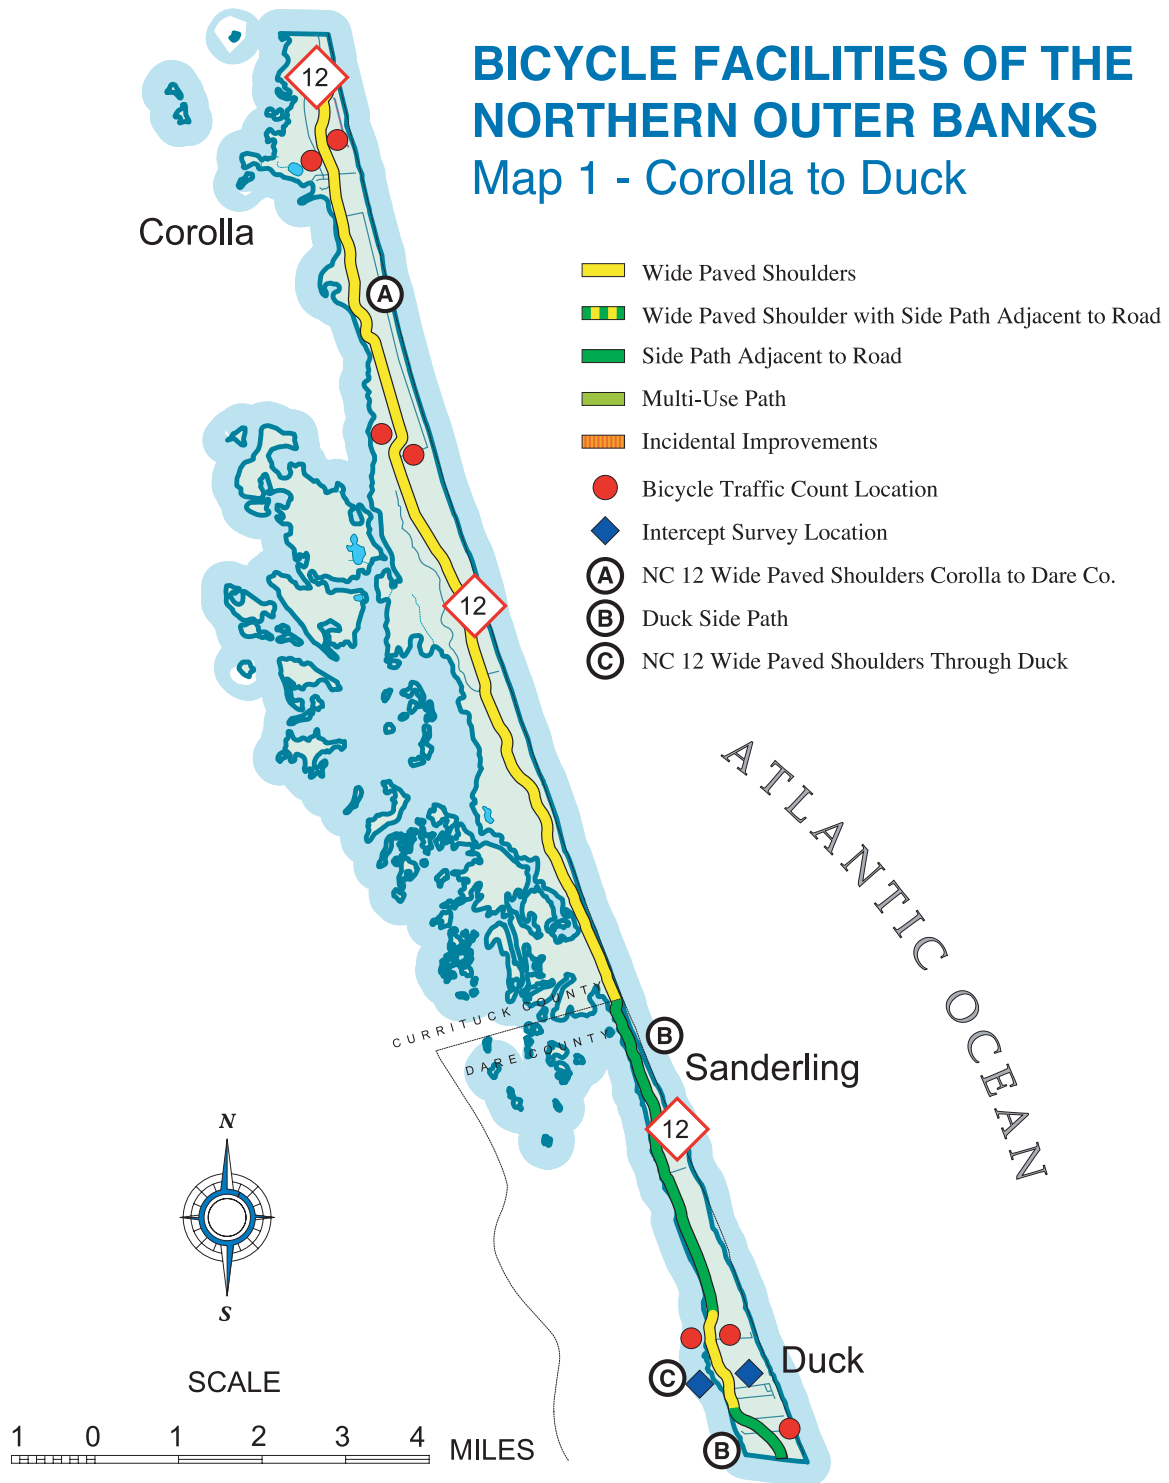 BICYCLE FACILITIES OF THE
NORTHERN OUTER BANKS
Map 1 - Corolla to Duck
12
Corolla
A
Wide Paved Shoulders
Wide Paved Shoulder with Side Path Adjacent to Road
Side Path Adjacent to Road
Multi-Use Path
Incidental Improvements
Bicycle Traffic Count Location
Intercept Survey Location
A NC 12 Wide Paved Shoulders Corolla to Dare Co.
B Duck Side Path
C NC 12 Wide Paved Shoulders Through Duck
12
ATLANTIC OCEAN
CURRITUCK COUNTY
DARE COUNTY
B
Sanderling
12
N
S
Duck
C
B
SCALE
1 0 1 2 3 4 MILES